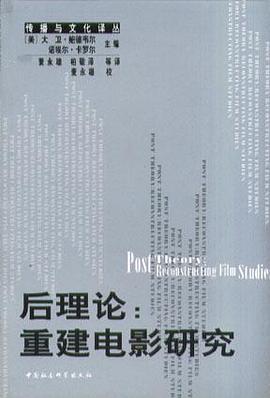 传播与文化译丛
[美] 大 卫·鲍德韦尔
诺埃尔·卡罗尔
主编
麦永雄 柏敬泽 等译
麦永雄 校
Post Theory:
Reconstructing Film Studies
后理论：
重建电影研究
中国社会科学出版社